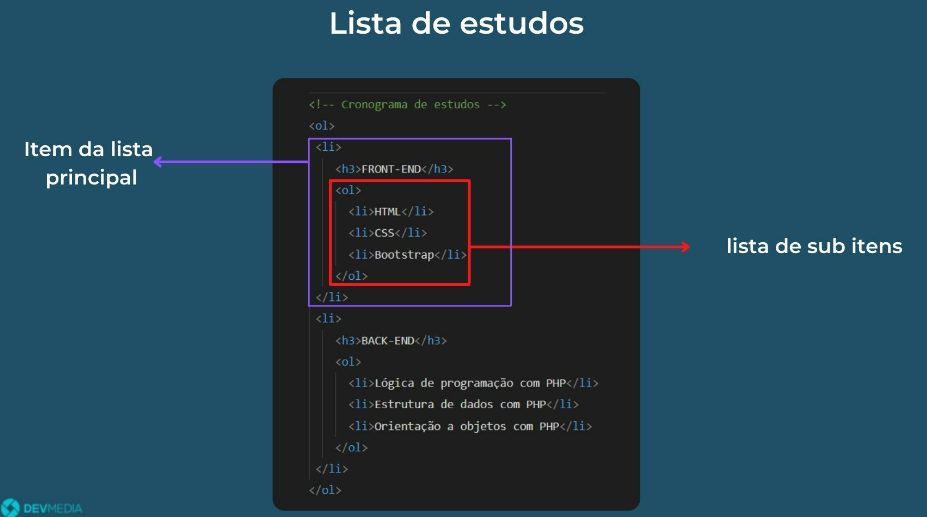 Lista de estudos
<!-- Cronograma de estudos -->
<ol>
<li>
<h3>FRONT-END</h3>
<ol>
<li>HTML</li>
<li>CSS</li>
<li>Bootstrap</li>
</ol>
</li>
<li>
<h3>BACK-END</h3>
<ol>
<li>Lógica de programação com PHP</li>
<li>Estrutura de dados com PHP</li>
<li>Orientação a objetos com PHP</li>
</ol>
</li>
</ol>
Item da lista
principal
lista de sub itens
DEVMEDIA